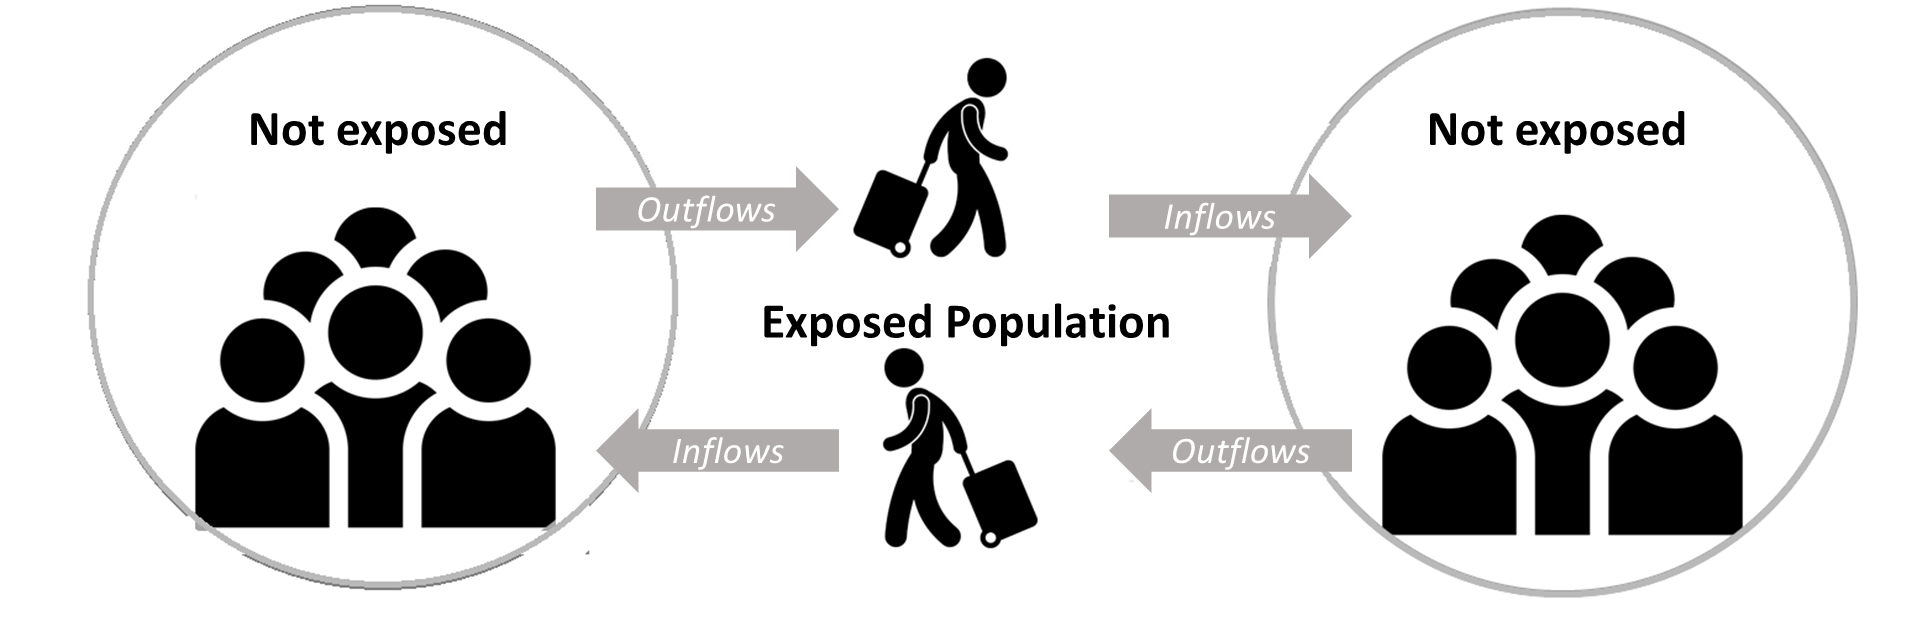 Not exposed
Not exposed
Outflows
Inflows
Exposed Population
Inflows
Outflows